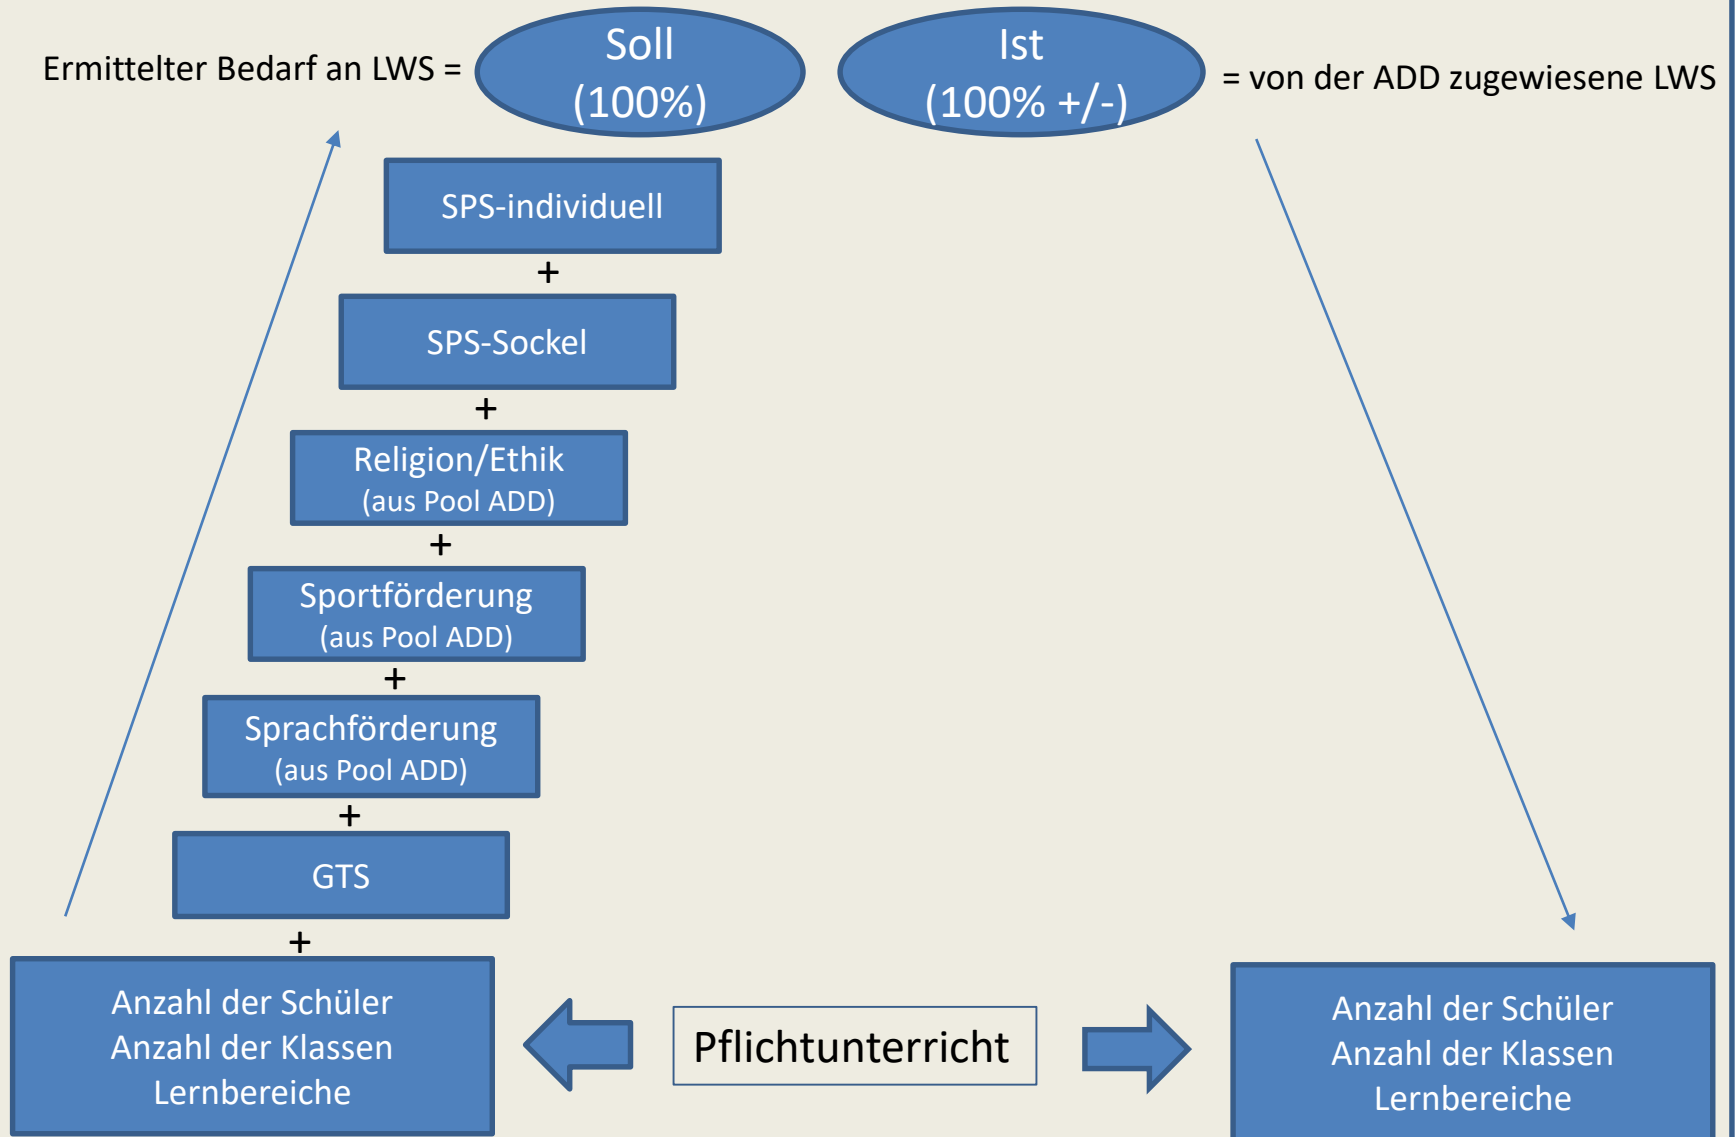 Ermittelter Bedarf an LWS =
Soll
(100%)
Ist
(100% +/-)
= von der ADD zugewiesene LWS
SPS-individuell
+
SPS-Sockel
+
Religion/Ethik
(aus Pool ADD)
+
Sportförderung
(aus Pool ADD)
+
Sprachförderung
(aus Pool ADD)
+
GTS
+
Anzahl der Schüler
Anzahl der Klassen
Lernbereiche
Pflichtunterricht
Anzahl der Schüler
Anzahl der Klassen
Lernbereiche